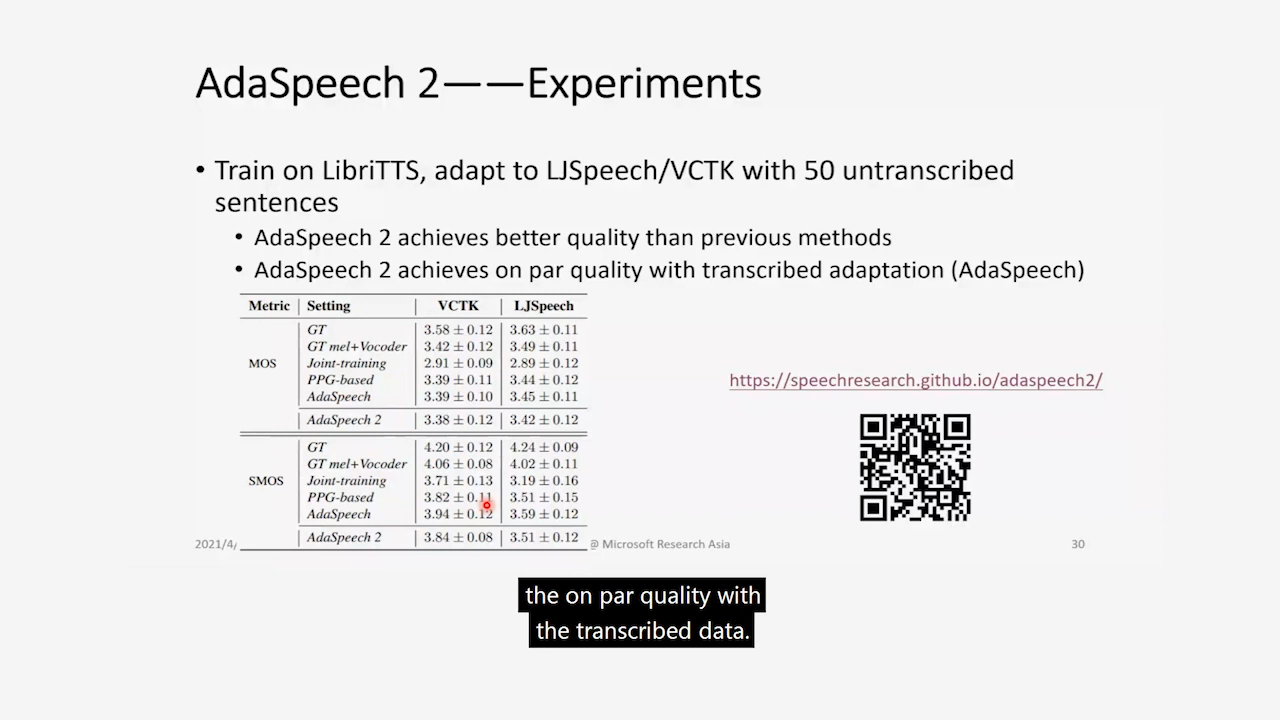 AdaSpeech 2——Experiments
• Train on LibriTTS, adapt to LJSpeech/VCTK with 50 untranscribed
sentences
• AdaSpeech 2 achieves better quality than previous methods
• AdaSpeech 2 achieves on par quality with transcribed adaptation (AdaSpeech)
Metric Setting VCTK LJSpeech
GT 3.58 ± 0.12 3.63 ± 0.11
GT mel+Vocoder 3.42 ± 0.12 3.49 ± 0.11
MOS Joint-training 2.91 ± 0.09 2.89 ± 0.12
PPG-based 3.39 ± 0.11 3.44 ± 0.12
AdaSpeech 3.39 ± 0.10 3.45 ± 0.11
AdaSpeech 2 3.38 ± 0.12 3.42 ± 0.12
GT 4.20 ± 0.12 4.24 ± 0.09
GT mel+Vocoder 4.06 ± 0.08 4.02 ± 0.11
SMOS Joint-training 3.71 ± 0.13 3.19 ± 0.16
PPG-based 3.82 ± 0.11 3.51 ± 0.15
AdaSpeech 3.94 ± 0.12 3.59 ± 0.12
AdaSpeech 2 3.84 ± 0.08 3.51 ± 0.12
https://speechresearch.github.io/adaspeech2/
2021/4/ @ Microsoft Research Asia 30
the on par quality with
the transcribed data.